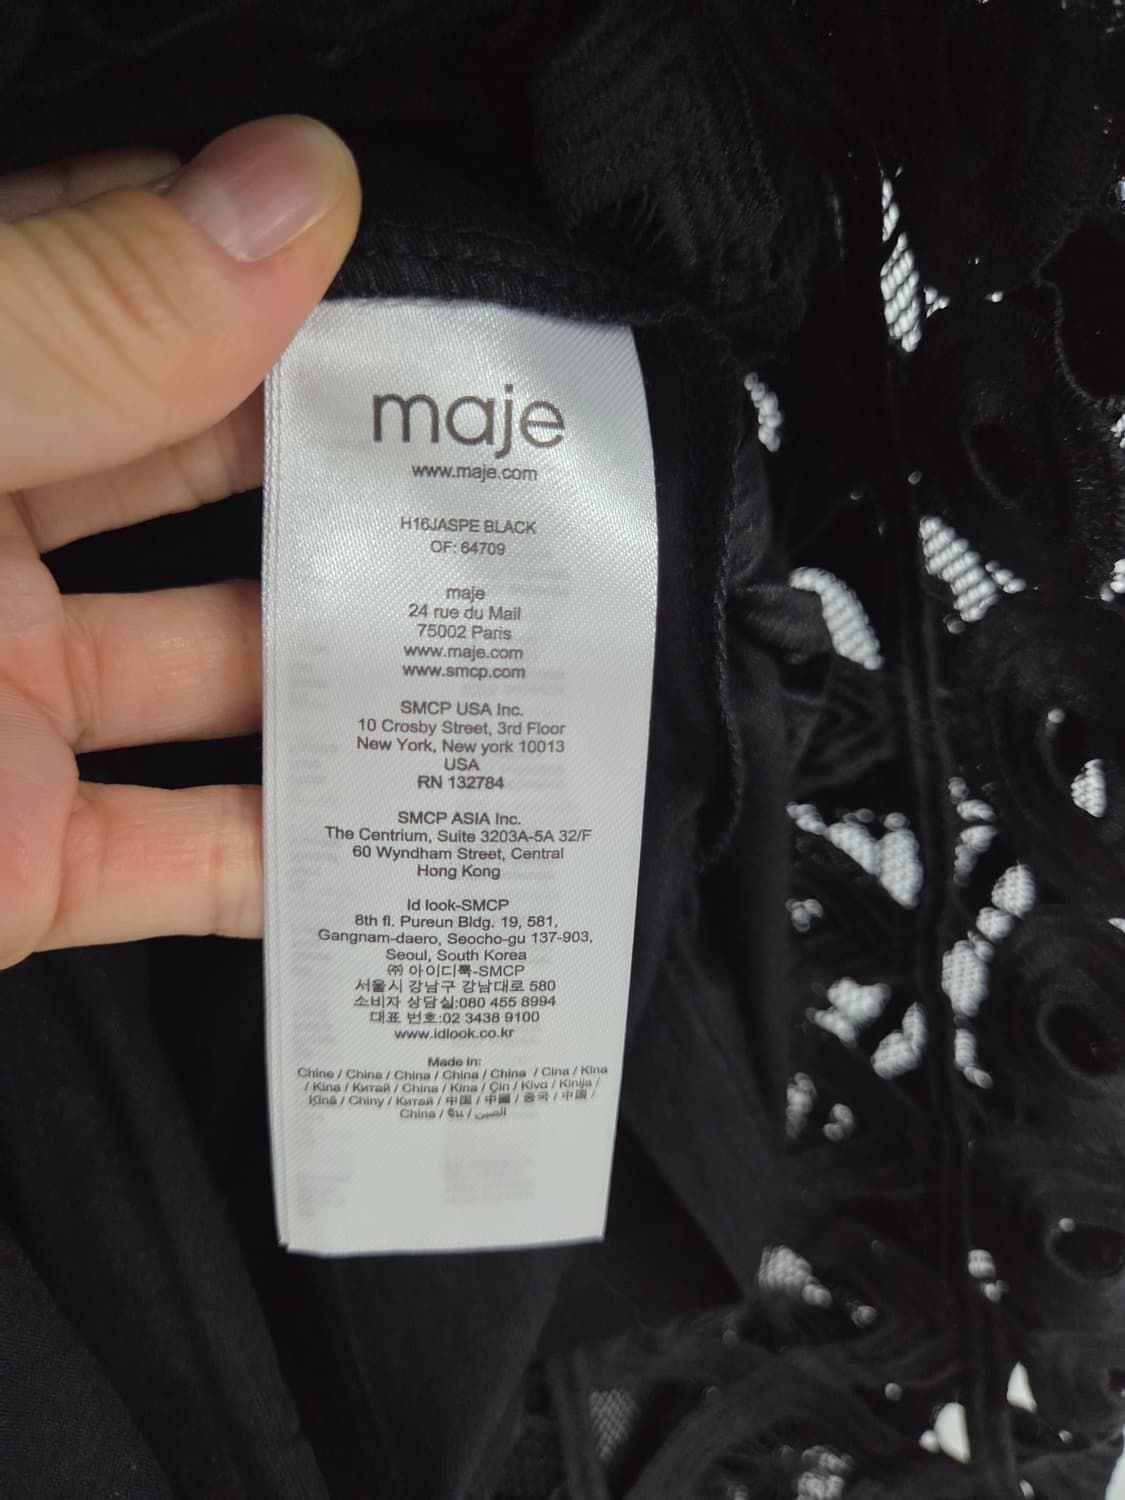 maje
www.maje.com
H16JASPE BLACK
OF: 64709
maje
24 rue du Mail
75002 Paris
www.maje.com
www.smcp.com
SMCP USA Inc.
10 Crosby Street, 3rd Floor
New York, New york 10013
USA
RN 132784
SMCP ASIA Inc.
The Centrium, Suite 3203A-5A 32/F
60 Wyndham Street, Central
Hong Kong
Id look-SMCP
8th fl. Pureun Bldg. 19, 581,
Gangnam-daero, Seocho-gu 137-903,
Seoul, South Korea
㈜ 아이디룩-SMCP
서울시 강남구 강남대로 580
소비자 상담실:080 455 8994
대표 번호:02 3438 9100
www.idlook.co.kr
Made in:
Chine / China / China / China / China / Cina / Kina
/ Kina / Китай / China / Kina / Çin / Kíva / Kinija /
Ķīnā / Chiny / Китай / 中国 / 中國 / 중국 / 中国 /
China / จีน / الصين